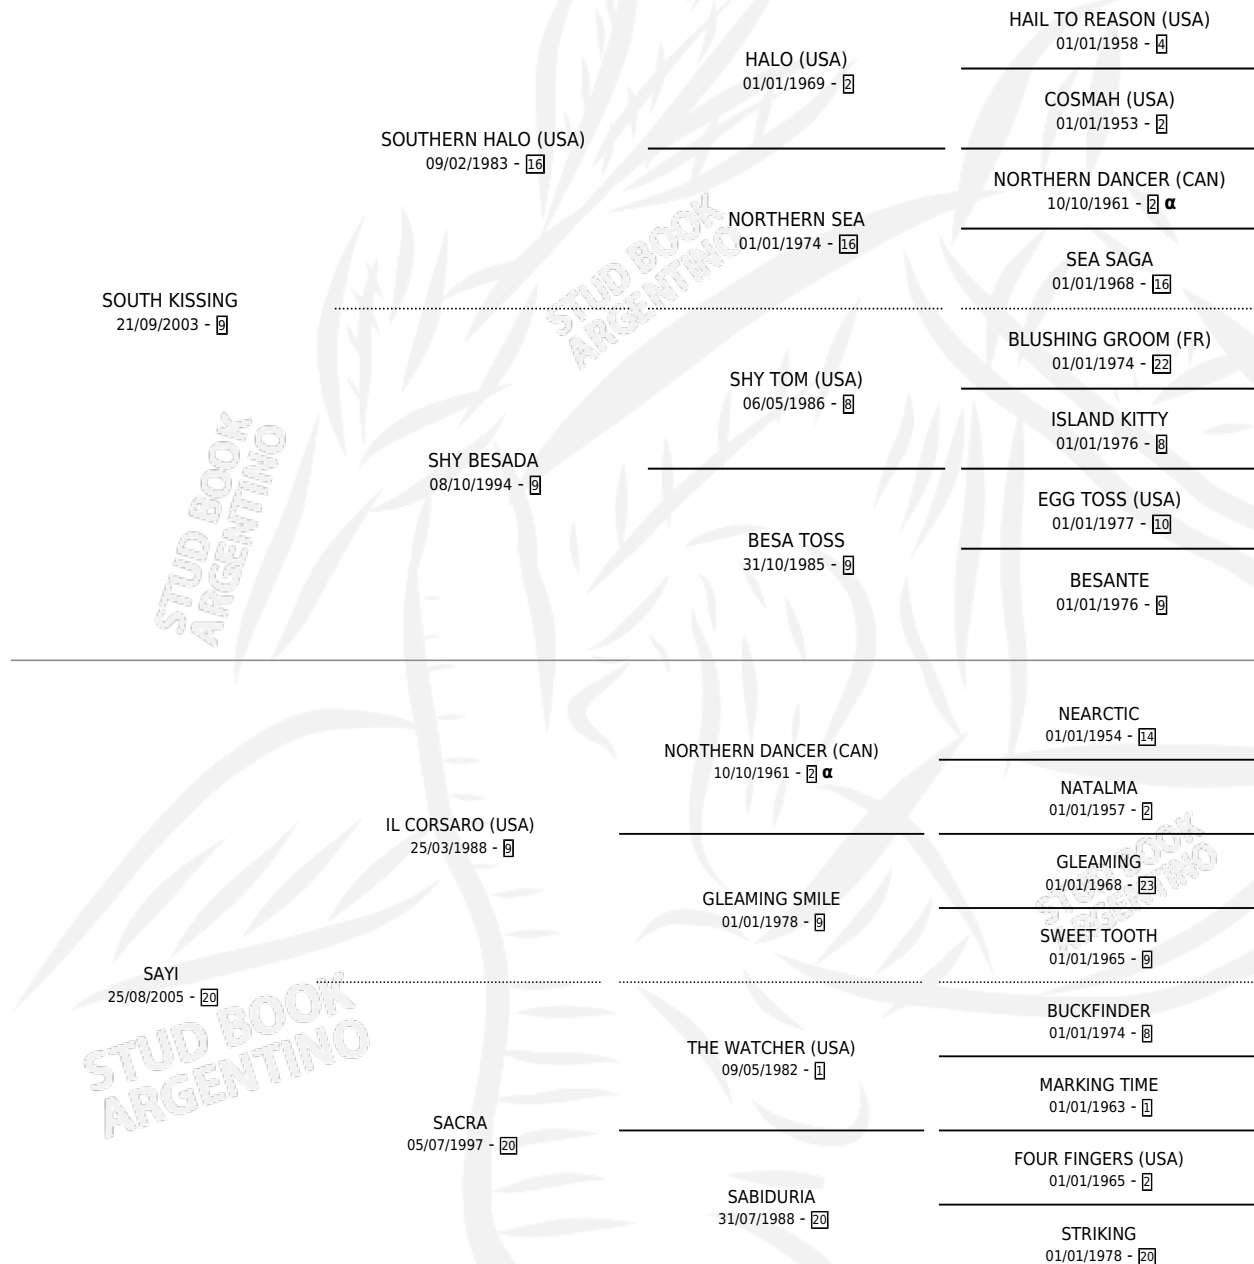 HAIL TO REASON (USA)
01/01/1958 - 4
HALO (USA)
01/01/1969 - 2
COSMAH (USA)
01/01/1953 - 2
SOUTHERN HALO (USA)
09/02/1983 - 16
NORTHERN DANCER (CAN)
10/10/1961 - 2 α
NORTHERN SEA
01/01/1974 - 16
SEA SAGA
01/01/1968 - 16
SOUTH KISSING
21/09/2003 - 9
BLUSHING GROOM (FR)
01/01/1974 - 22
SHY TOM (USA)
06/05/1986 - 8
ISLAND KITTY
01/01/1976 - 8
SHY BESADA
08/10/1994 - 9
EGG TOSS (USA)
01/01/1977 - 10
BESA TOSS
31/10/1985 - 9
BESANTE
01/01/1976 - 9
NEARCTIC
01/01/1954 - 14
NORTHERN DANCER (CAN)
10/10/1961 - 2 α
NATALMA
01/01/1957 - 2
IL CORSARO (USA)
25/03/1988 - 9
GLEAMING
01/01/1968 - 23
GLEAMING SMILE
01/01/1978 - 9
SWEET TOOTH
01/01/1965 - 9
SAYI
25/08/2005 - 20
BUCKFINDER
01/01/1974 - 8
THE WATCHER (USA)
09/05/1982 - 1
MARKING TIME
01/01/1963 - 1
SACRA
05/07/1997 - 20
FOUR FINGERS (USA)
01/01/1965 - 2
SABIDURIA
31/07/1988 - 20
STRIKING
01/01/1978 - 20
STUD BOOK
ARGENTINO
STUD BOOK
ARGENTINO
STUD BOOK
ARGENTINO
STUD BOOK
ARGENTINO